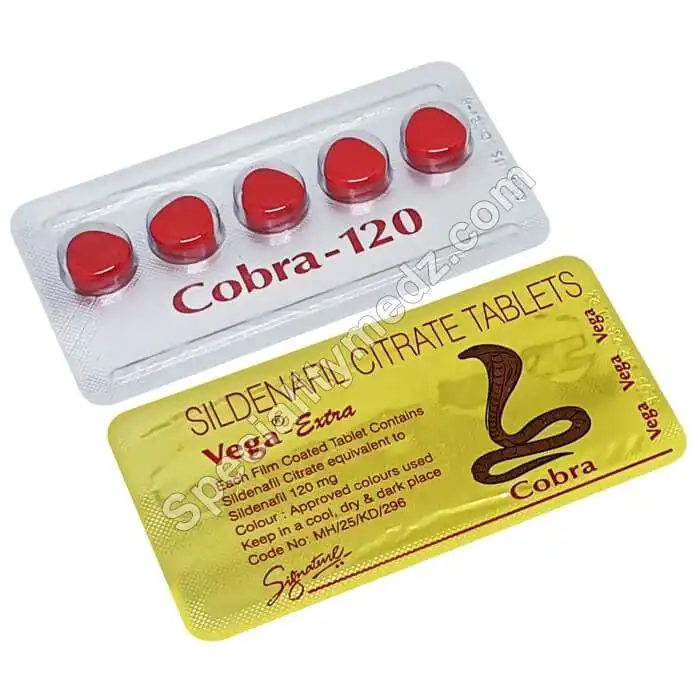 Cobra-120
SILDENAFIL CITRATE TABLETS
Vega® Extra
Each Film Coated Tablet Contains
Sildenafil Citrate equivalent to
Sildenafil 120 mg
Colour : Approved colours used
Keep in a cool, dry & dark place
Code No: MH/25/KD/296
Signature
Cobra
Vega Vega Vega
Specialitymedz.com